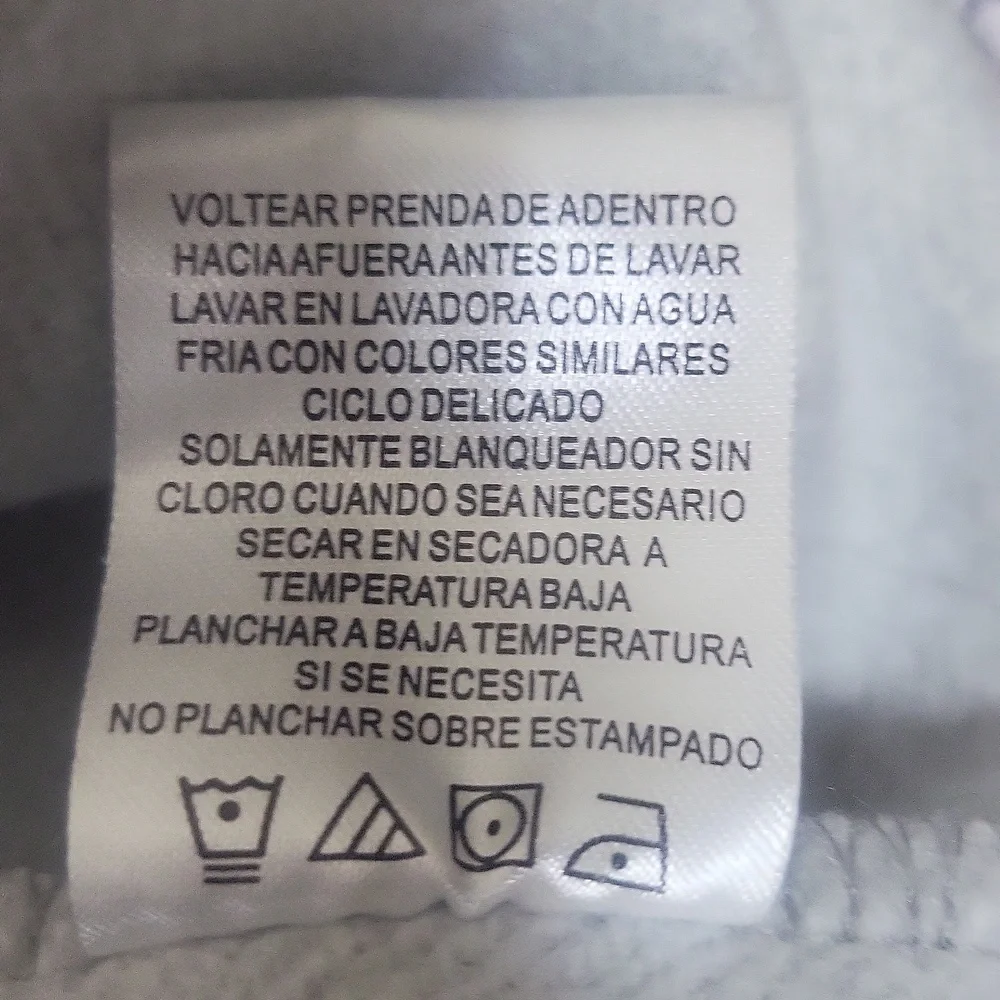 VOLTEAR PRENDA DE ADENTRO
HACIA AFUERA ANTES DE LAVAR
LAVAR EN LAVADORA CON AGUA
FRIA CON COLORES SIMILARES
CICLO DELICADO
SOLAMENTE BLANQUEADOR SIN
CLORO CUANDO SEA NECESARIO
SECAR EN SECADORA A
TEMPERATURA BAJA
PLANCHAR A BAJA TEMPERATURA
SI SE NECESITA
NO PLANCHAR SOBRE ESTAMPADO